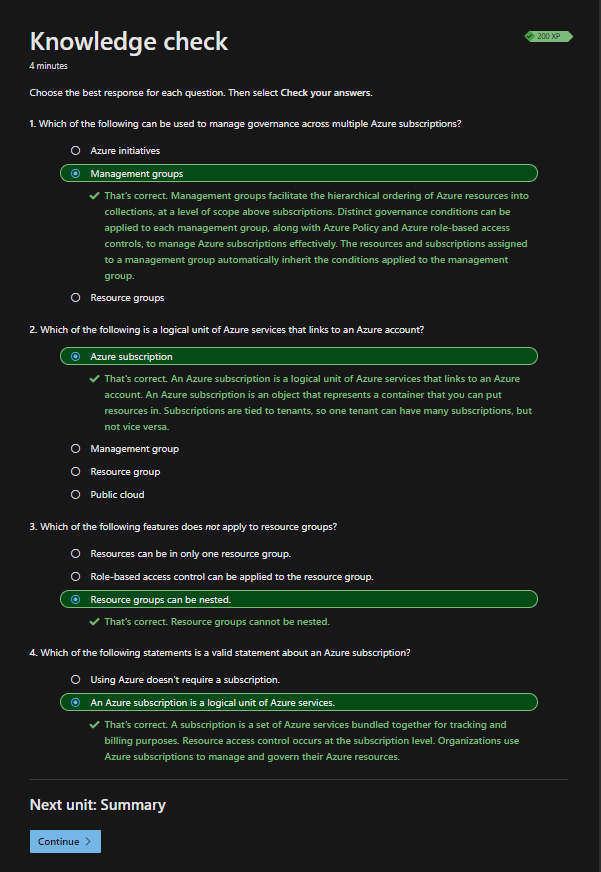 Knowledge check
200 XP
4 minutes
Choose the best response for each question. Then select Check your answers.
1. Which of the following can be used to manage governance across multiple Azure subscriptions?
Azure initiatives
Management groups
That's correct. Management groups facilitate the hierarchical ordering of Azure resources into
collections, at a level of scope above subscriptions. Distinct governance conditions can be
applied to each management group, along with Azure Policy and Azure role-based access
controls, to manage Azure subscriptions effectively. The resources and subscriptions assigned
to a management group automatically inherit the conditions applied to the management
group.
Resource groups
2. Which of the following is a logical unit of Azure services that links to an Azure account?
Azure subscription
That's correct. An Azure subscription is a logical unit of Azure services that links to an Azure
account. An Azure subscription is an object that represents a container that you can put
resources in. Subscriptions are tied to tenants, so one tenant can have many subscriptions, but
not vice versa.
Management group
Resource group
Public cloud
3. Which of the following features does not apply to resource groups?
Resources can be in only one resource group.
Role-based access control can be applied to the resource group.
Resource groups can be nested.
That's correct. Resource groups cannot be nested.
4. Which of the following statements is a valid statement about an Azure subscription?
Using Azure doesn't require a subscription.
An Azure subscription is a logical unit of Azure services.
That's correct. A subscription is a set of Azure services bundled together for tracking and
billing purposes. Resource access control occurs at the subscription level. Organizations use
Azure subscriptions to manage and govern their Azure resources.
Next unit: Summary
Continue